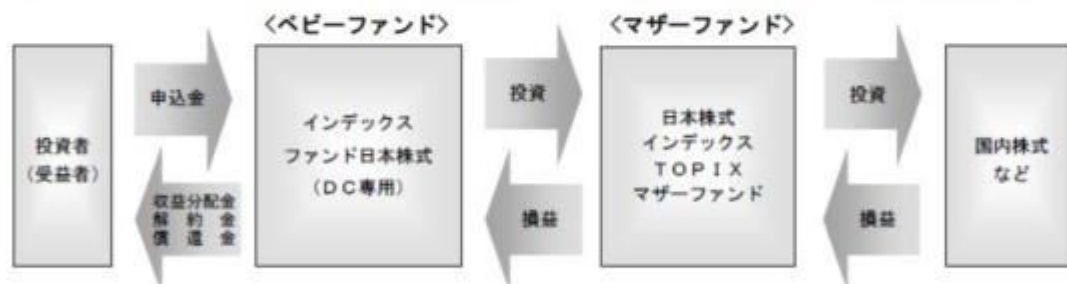 〈ベビーファンド〉
〈マザーファンド〉
投資者
(受益者)
申込金
収益分配金
解約金
償還金
インデックス
ファンド日本株式
(DC専用)
投資
損益
日本株式
インデックス
TOPIX
マザーファンド
投資
損益
国内株式
など